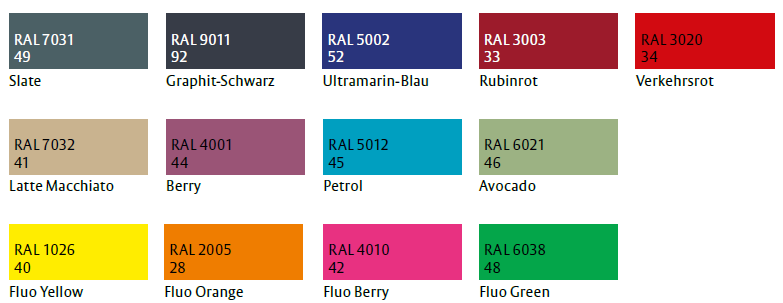 RAL 7031
49
Slate
RAL 9011
92
Graphit-Schwarz
RAL 5002
52
Ultramarin-Blau
RAL 3003
33
Rubinrot
RAL 3020
34
Verkehrsrot
RAL 7032
41
Latte Macchiato
RAL 4001
44
Berry
RAL 5012
45
Petrol
RAL 6021
46
Avocado
RAL 1026
40
Fluo Yellow
RAL 2005
28
Fluo Orange
RAL 4010
42
Fluo Berry
RAL 6038
48
Fluo Green